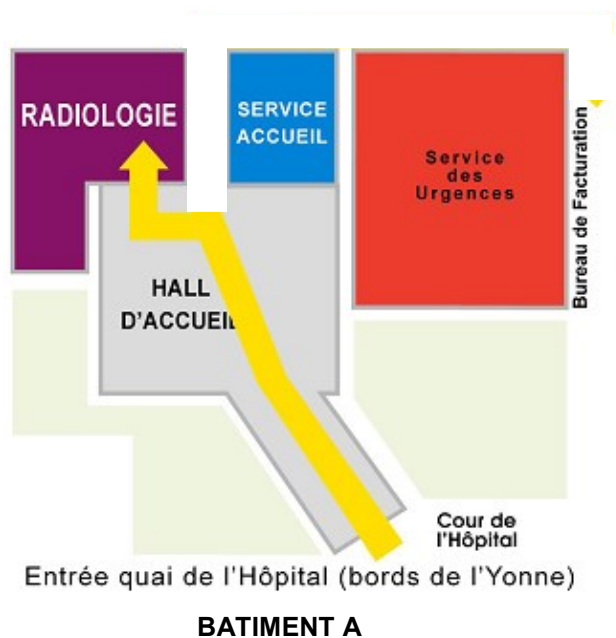 RADIOLOGIE
SERVICE
ACCUEIL
Service
des
Urgences
Bureau de Facturation
HALL
D'ACCUEIL
Cour de
l'Hôpital
Entrée quai de l'Hôpital (bords de l'Yonne)
BATIMENT A